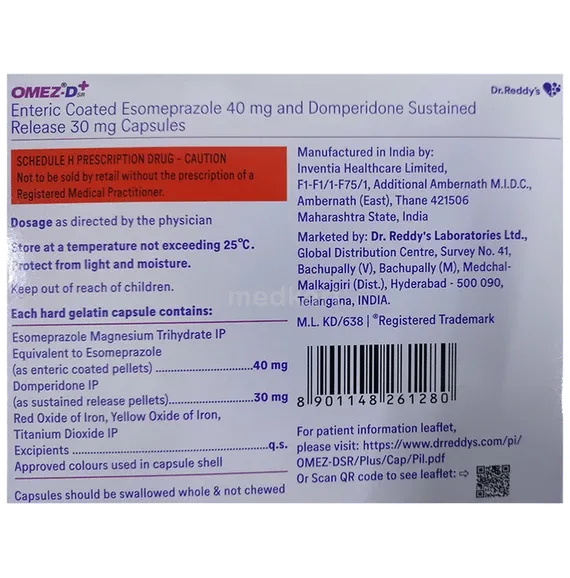 OMEZ®-D+ SR
Dr.Reddy's
Enteric Coated Esomeprazole 40 mg and Domperidone Sustained
Release 30 mg Capsules
SCHEDULE H PRESCRIPTION DRUG - CAUTION
Not to be sold by retail without the prescription of a
Registered Medical Practitioner.
Dosage as directed by the physician
Store at a temperature not exceeding 25°C.
Protect from light and moisture.
Keep out of reach of children.
Each hard gelatin capsule contains:
Esomeprazole Magnesium Trihydrate IP
Equivalent to Esomeprazole
(as enteric coated pellets)..............................40 mg
Domperidone IP
(as sustained release pellets)........................30 mg
Red Oxide of Iron, Yellow Oxide of Iron,
Titanium Dioxide IP
Excipients ..................................................q.s.
Approved colours used in capsule shell
Capsules should be swallowed whole & not chewed
Manufactured in India by:
Inventia Healthcare Limited,
F1-F1/1-F75/1, Additional Ambernath M.I.D.C.,
Ambernath (East), Thane 421506
Maharashtra State, India
Marketed by: Dr. Reddy's Laboratories Ltd.,
Global Distribution Centre, Survey No. 41,
Bachupally (V), Bachupally (M), Medchal-
Malkajgiri (Dist.), Hyderabad - 500 090,
Telangana, INDIA.
M.L. KD/638 | ®Registered Trademark
8 901148 261280
For patient information leaflet,
please visit: https://www.drreddys.com/pi/
OMEZ-DSR/Plus/Cap/Pil.pdf
Or Scan QR code to see leaflet: ⇨